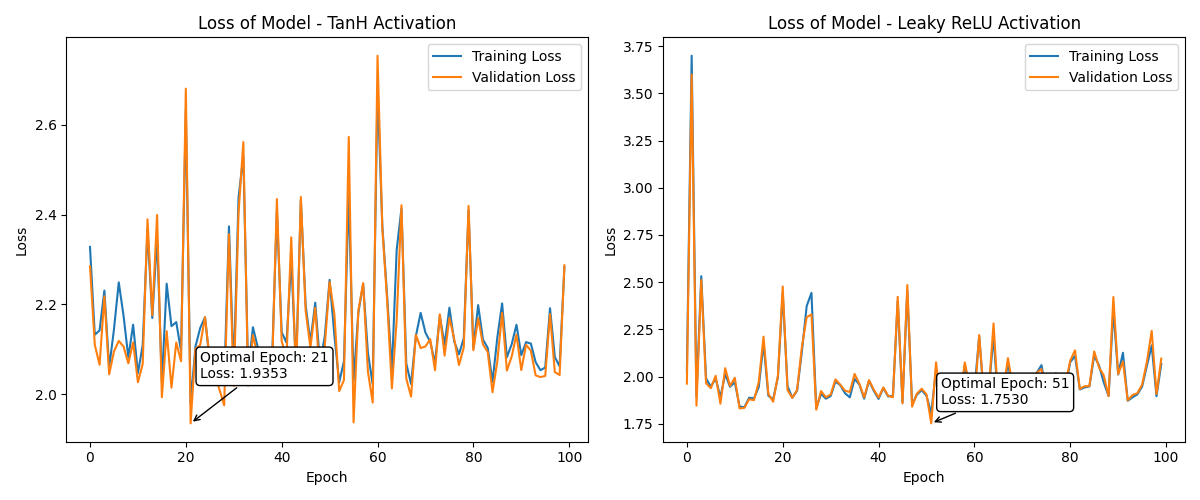 Loss of Model - TanH Activation
Training Loss
Validation Loss
2.6
2.4
2.2
2.0
Loss
Optimal Epoch: 21
Loss: 1.9353
0 20 40 60 80 100
Epoch
Loss of Model - Leaky ReLU Activation
Training Loss
Validation Loss
3.75
3.50
3.25
3.00
2.75
2.50
2.25
2.00
1.75
Loss
Optimal Epoch: 51
Loss: 1.7530
0 20 40 60 80 100
Epoch